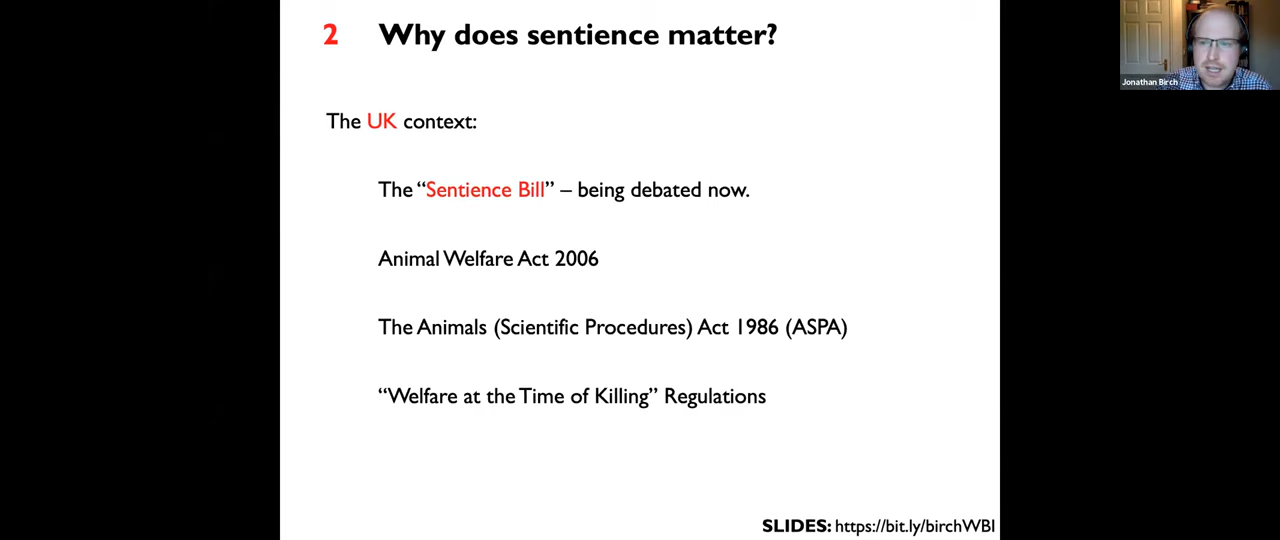 2 Why does sentience matter?
Jonathan Birch
The UK context:
The “Sentience Bill” – being debated now.
Animal Welfare Act 2006
The Animals (Scientific Procedures) Act 1986 (ASPA)
“Welfare at the Time of Killing” Regulations
SLIDES: https://bit.ly/birchWBI